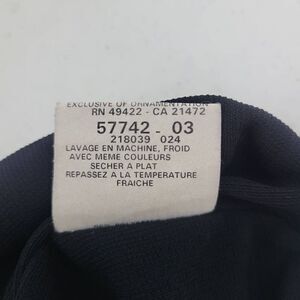 EXCLUSIVE OF ORNAMENTATION
RN 49422 - CA 21472
57742 - 03
218039 024
LAVAGE EN MACHINE, FROID
AVEC MEME COULEURS
SECHER A PLAT
REPASSEZ A LA TEMPERATURE
FRAICHE